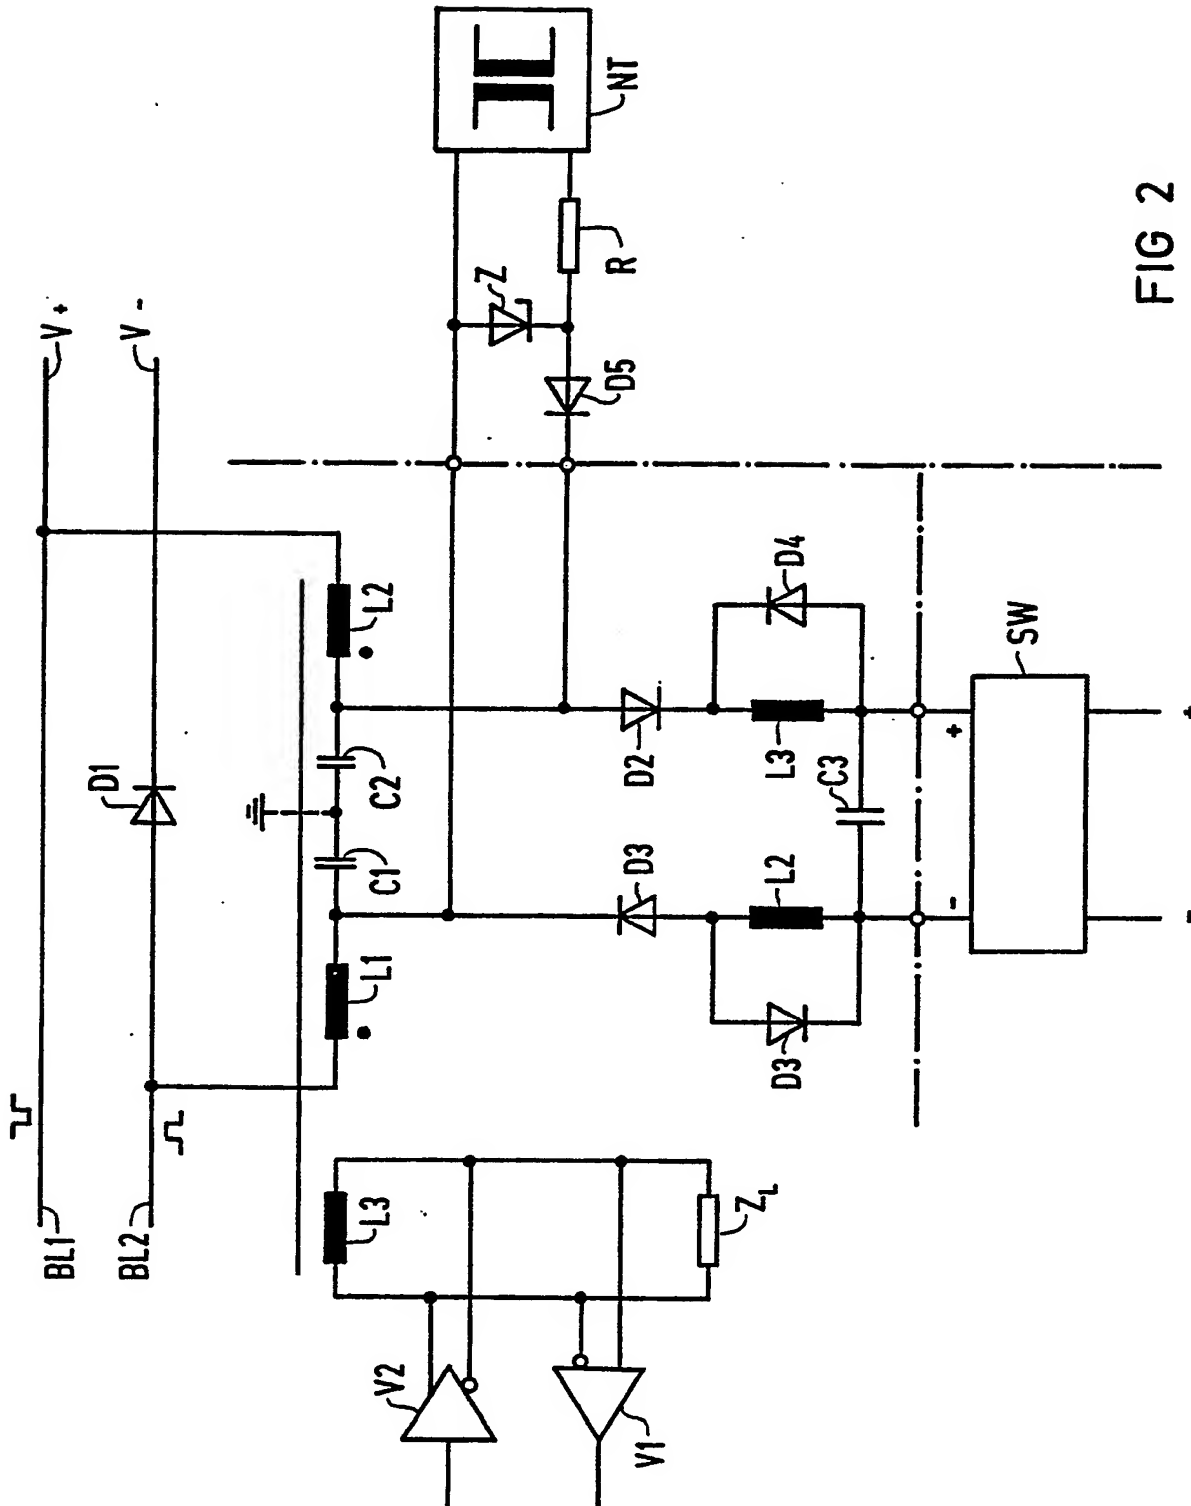 BL1
BL2
V+
V-
D1
L3
L1
C1
C2
L2
NT
Z
R
D5
V2
V1
ZL
D3
D2
D3
L2
L3
D4
C3
-
+
SW
-
+
FIG 2